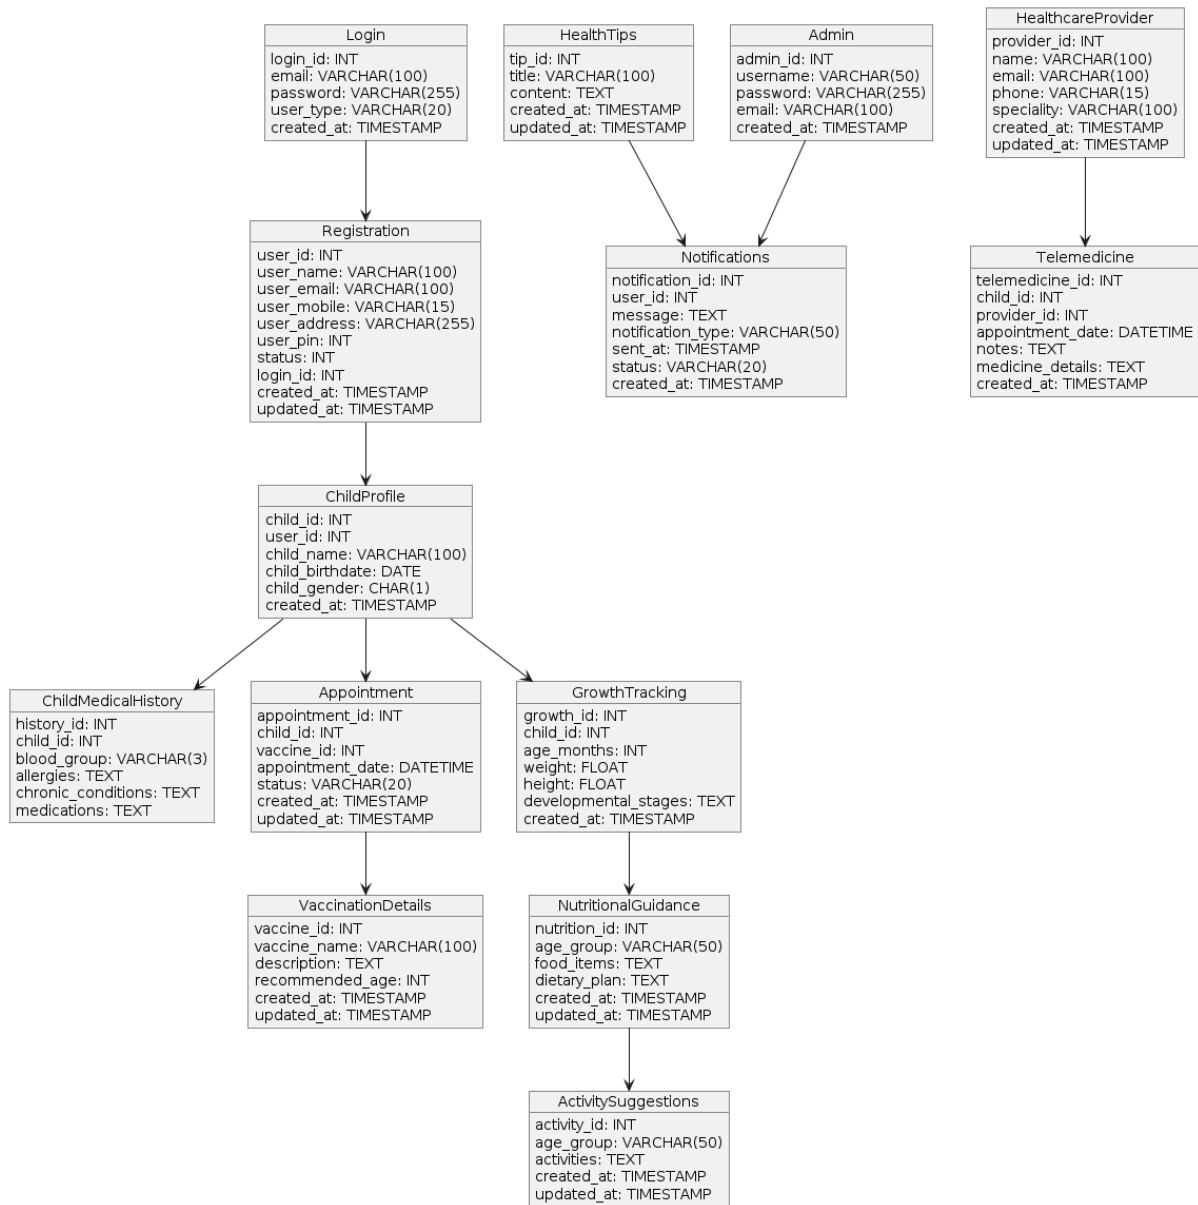 Login
login_id: INT
email: VARCHAR(100)
password: VARCHAR(255)
user_type: VARCHAR(20)
created_at: TIMESTAMP
HealthTips
tip_id: INT
title: VARCHAR(100)
content: TEXT
created_at: TIMESTAMP
updated_at: TIMESTAMP
Admin
admin_id: INT
username: VARCHAR(50)
password: VARCHAR(255)
email: VARCHAR(100)
created_at: TIMESTAMP
HealthcareProvider
provider_id: INT
name: VARCHAR(100)
email: VARCHAR(100)
phone: VARCHAR(15)
speciality: VARCHAR(100)
created_at: TIMESTAMP
updated_at: TIMESTAMP
Registration
user_id: INT
user_name: VARCHAR(100)
user_email: VARCHAR(100)
user_mobile: VARCHAR(15)
user_address: VARCHAR(255)
user_pin: INT
status: INT
login_id: INT
created_at: TIMESTAMP
updated_at: TIMESTAMP
Notifications
notification_id: INT
user_id: INT
message: TEXT
notification_type: VARCHAR(50)
sent_at: TIMESTAMP
status: VARCHAR(20)
created_at: TIMESTAMP
Telemedicine
telemedicine_id: INT
child_id: INT
provider_id: INT
appointment_date: DATETIME
notes: TEXT
medicine_details: TEXT
created_at: TIMESTAMP
ChildProfile
child_id: INT
user_id: INT
child_name: VARCHAR(100)
child_birthdate: DATE
child_gender: CHAR(1)
created_at: TIMESTAMP
ChildMedicalHistory
history_id: INT
child_id: INT
blood_group: VARCHAR(3)
allergies: TEXT
chronic_conditions: TEXT
medications: TEXT
Appointment
appointment_id: INT
child_id: INT
vaccine_id: INT
appointment_date: DATETIME
status: VARCHAR(20)
created_at: TIMESTAMP
updated_at: TIMESTAMP
GrowthTracking
growth_id: INT
child_id: INT
age_months: INT
weight: FLOAT
height: FLOAT
developmental_stages: TEXT
created_at: TIMESTAMP
VaccinationDetails
vaccine_id: INT
vaccine_name: VARCHAR(100)
description: TEXT
recommended_age: INT
created_at: TIMESTAMP
updated_at: TIMESTAMP
NutritionalGuidance
nutrition_id: INT
age_group: VARCHAR(50)
food_items: TEXT
dietary_plan: TEXT
created_at: TIMESTAMP
updated_at: TIMESTAMP
ActivitySuggestions
activity_id: INT
age_group: VARCHAR(50)
activities: TEXT
created_at: TIMESTAMP
updated_at: TIMESTAMP